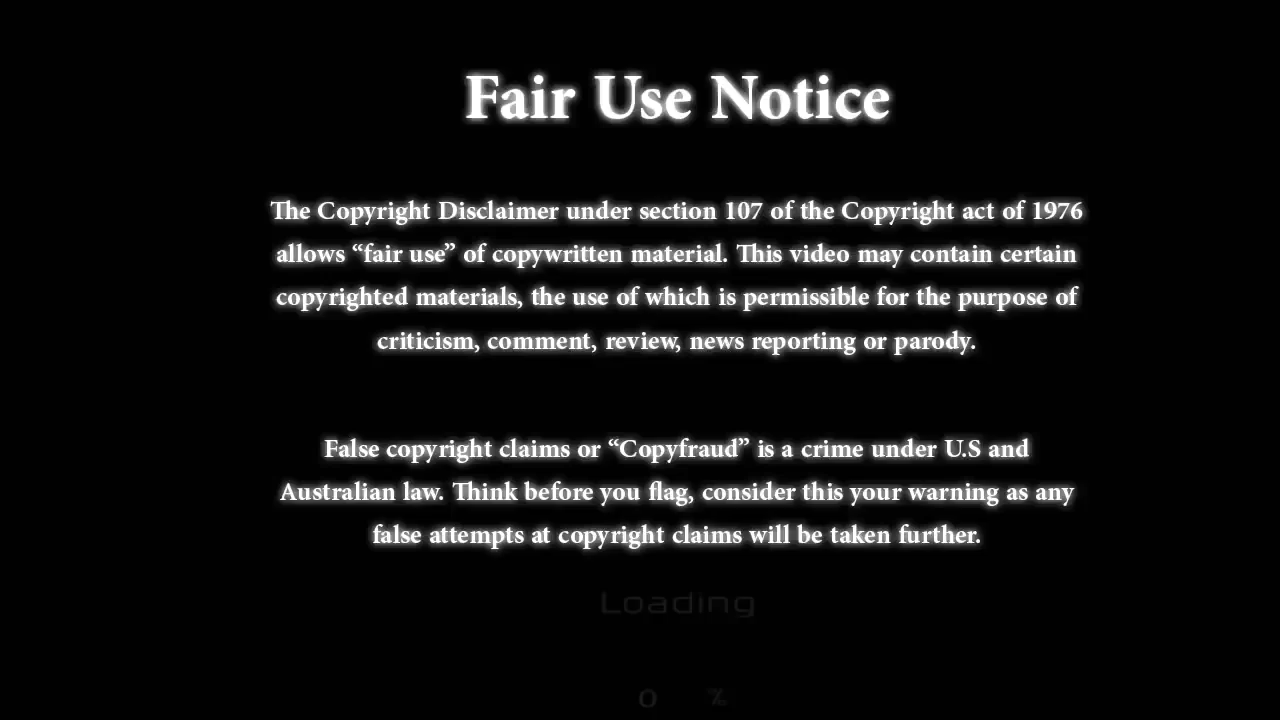 Fair Use Notice
The Copyright Disclaimer under section 107 of the Copyright act of 1976
allows “fair use” of copywritten material. This video may contain certain
copyrighted materials, the use of which is permissible for the purpose of
criticism, comment, review, news reporting or parody.
False copyright claims or “Copyfraud” is a crime under U.S and
Australian law. Think before you flag, consider this your warning as any
false attempts at copyright claims will be taken further.
Loading
0 %